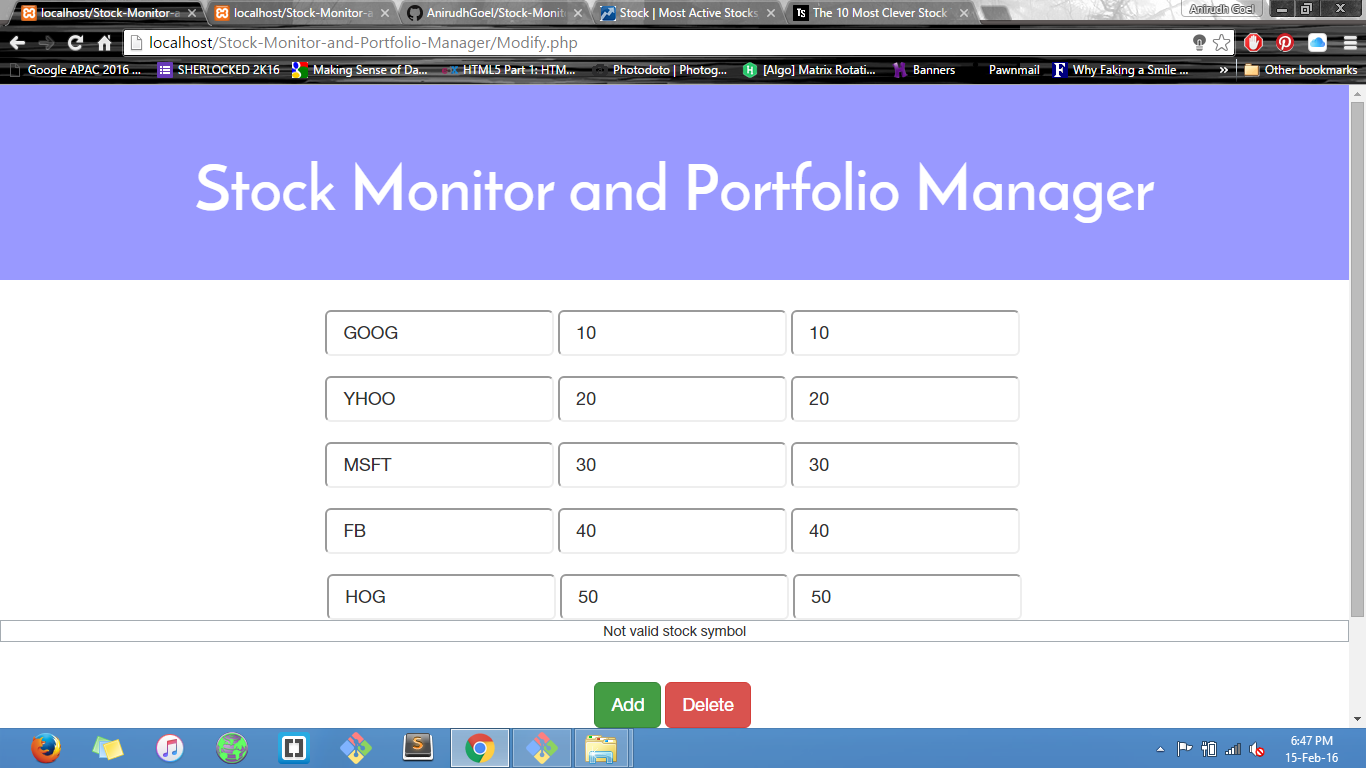 localhost/Stock-Monitor-a
localhost/Stock-Monitor-a
AnirudhGoel/Stock-Monit
Stock | Most Active Stocks
Ts The 10 Most Clever Stock
Anirudh Goel
localhost/Stock-Monitor-and-Portfolio-Manager/Modify.php
Google APAC 2016 ...
SHERLOCKED 2K16
Making Sense of Da...
HTML5 Part 1: HTM...
Photodoto | Photog...
[Algo] Matrix Rotati...
Banners
Pawnmail
F Why Faking a Smile ...
»
Other bookmarks
Stock Monitor and Portfolio Manager
GOOG 10 10
YHOO 20 20
MSFT 30 30
FB 40 40
HOG 50 50
Not valid stock symbol
Add Delete
S
6:47 PM
15-Feb-16